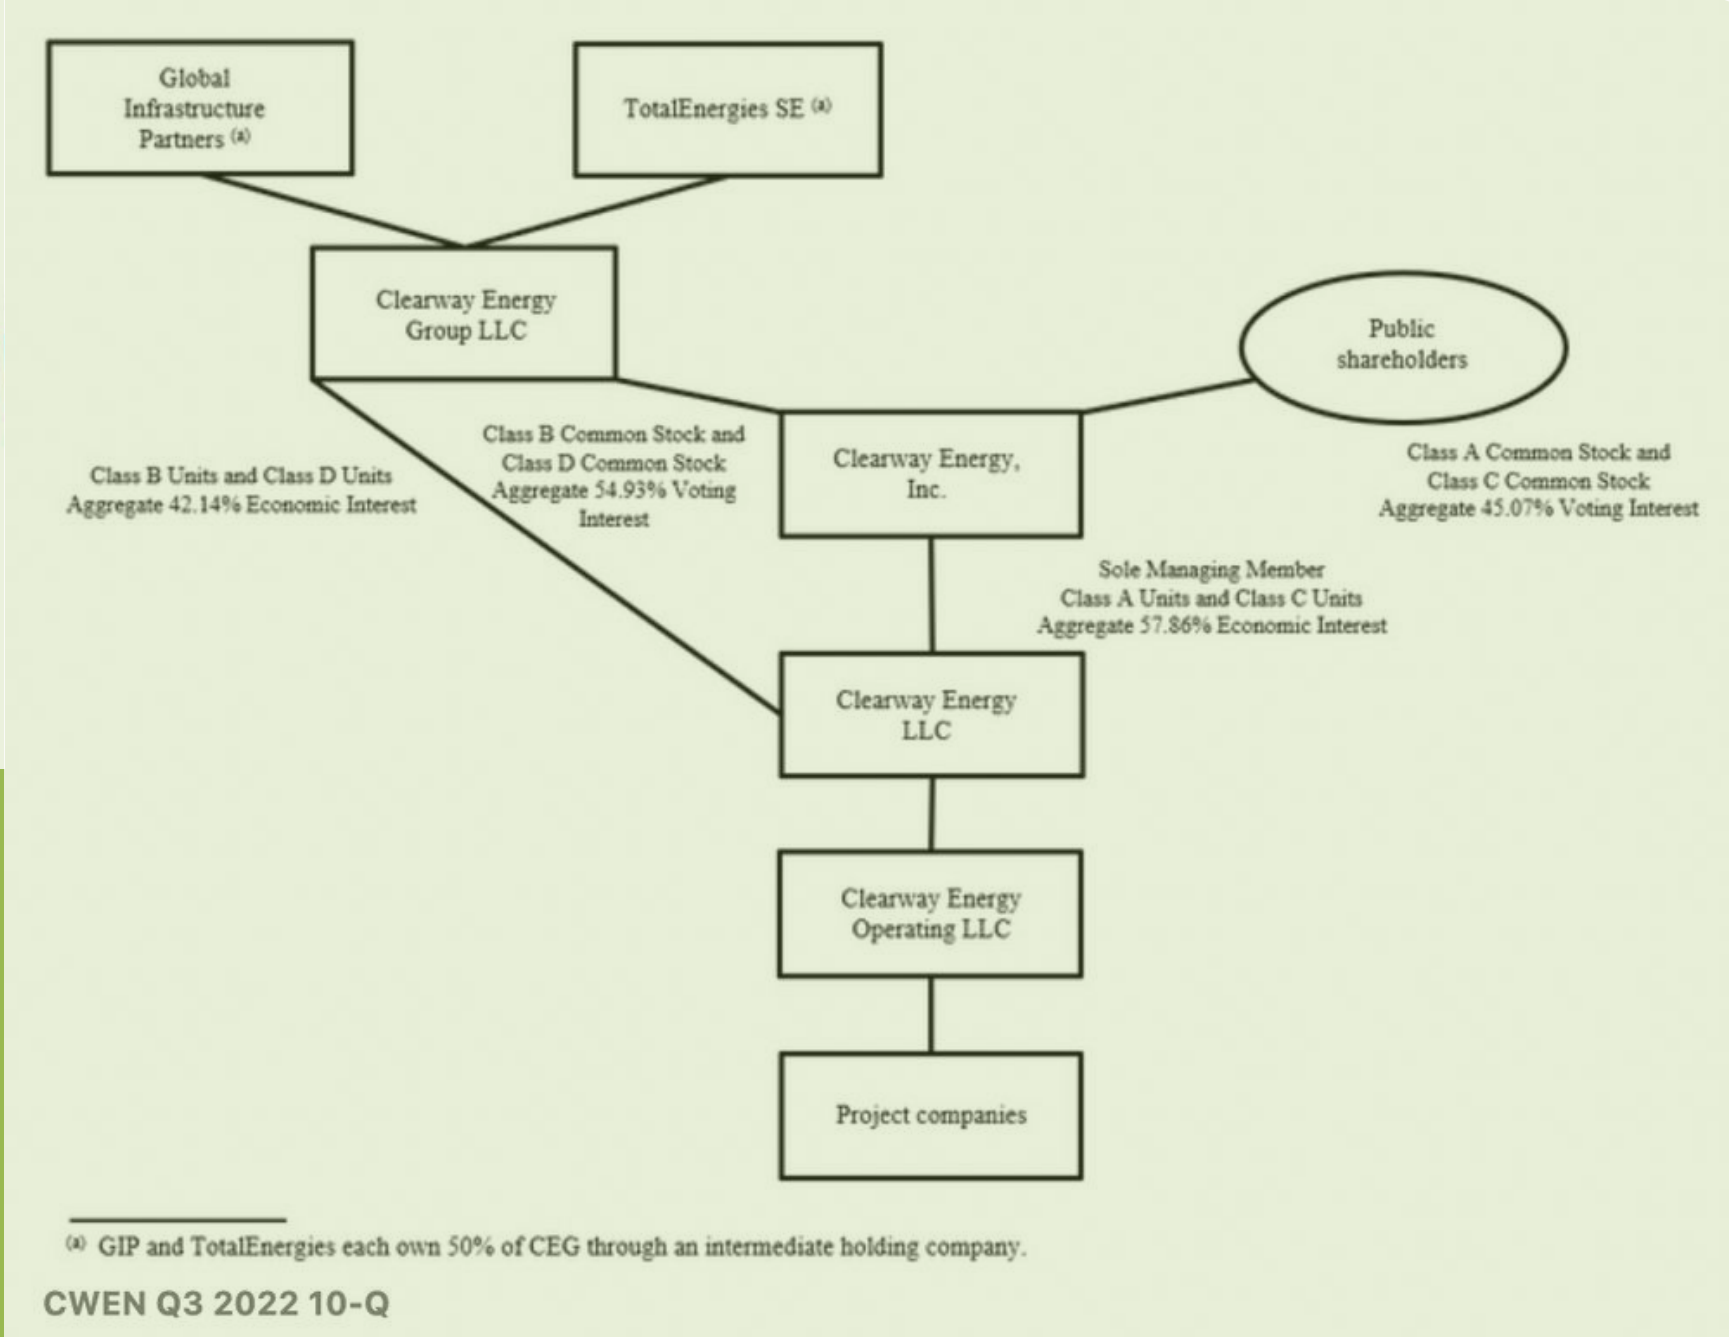 Global
Infrastructure
Partners (a)
TotalEnergies SE (a)
Clearway Energy
Group LLC
Public
shareholders
Class B Common Stock and
Class D Common Stock
Aggregate 54.93% Voting
Interest
Clearway Energy,
Inc.
Class A Common Stock and
Class C Common Stock
Aggregate 45.07% Voting Interest
Class B Units and Class D Units
Aggregate 42.14% Economic Interest
Sole Managing Member
Class A Units and Class C Units
Aggregate 57.86% Economic Interest
Clearway Energy
LLC
Clearway Energy
Operating LLC
Project companies
(a) GIP and TotalEnergies each own 50% of CEG through an intermediate holding company.
CWEN Q3 2022 10-Q